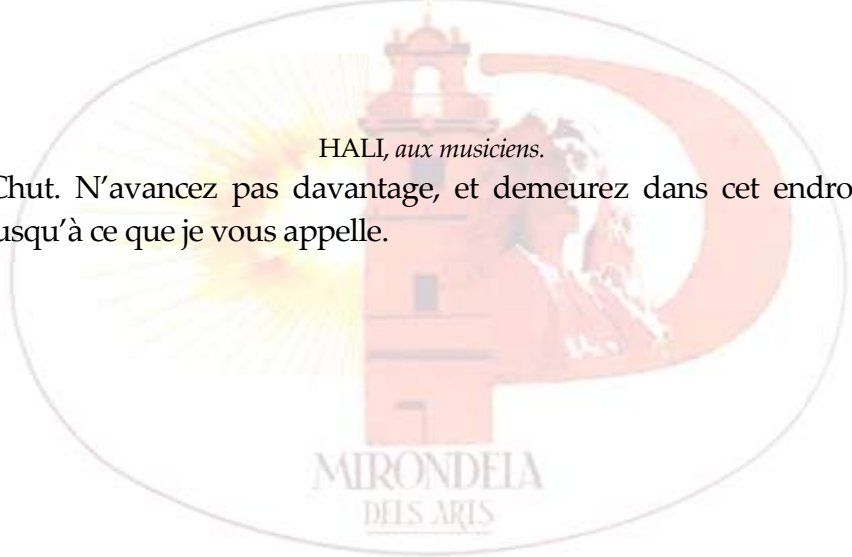 HALI, aux musiciens.
Chut. N’avancez pas davantage, et demeurez dans cet endro
usqu’à ce que je vous appelle.
MIRONDELA
DELS ARTS